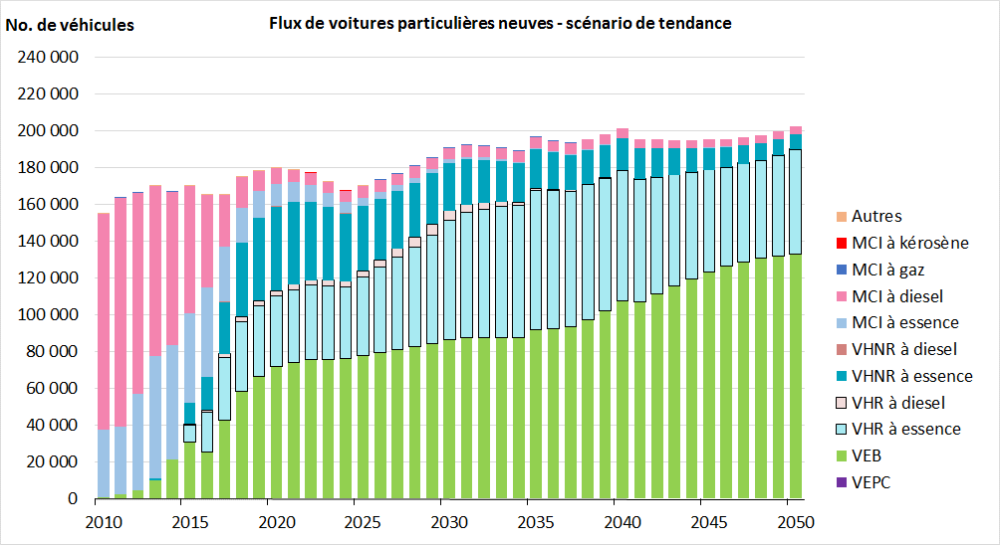 Flux de voitures particulières neuves - scénario de tendance
No. de véhicules
240 000
220 000
200 000
180 000
160 000
140 000
120 000
100 000
80 000
60 000
40 000
20 000
0
2010 2015 2020 2025 2030 2035 2040 2045 2050
Autres
MCI à kérosène
MCI à gaz
MCI à diesel
MCI à essence
VHNR à diesel
VHNR à essence
VHR à diesel
VHR à essence
VEB
VEPC